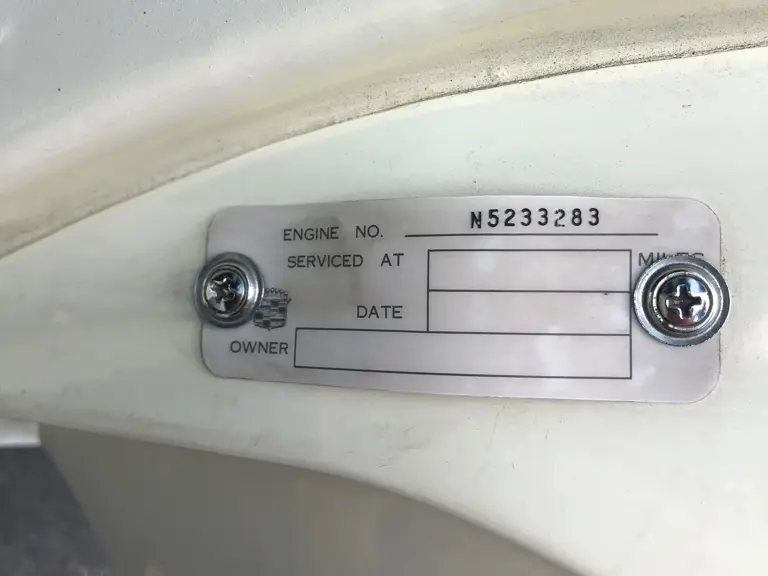 ENGINE NO. N5233283
SERVICED AT
DATE
OWNER